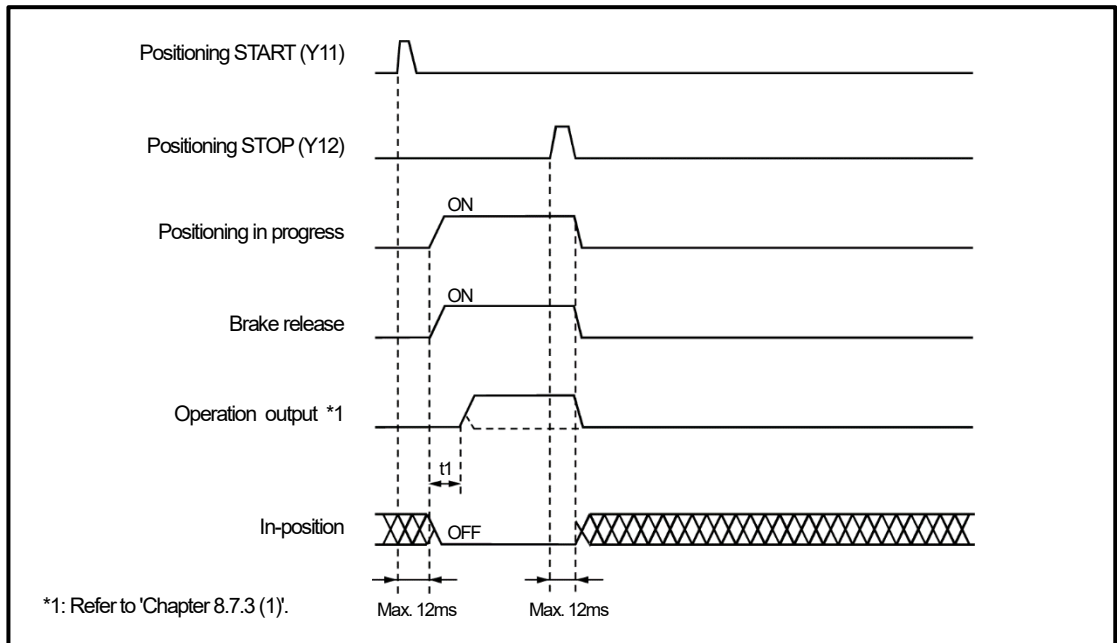 Positioning START (Y11)
Positioning STOP (Y12)
Positioning in progress
ON
Brake release
ON
Operation output *1
t1
In-position
OFF
*1: Refer to 'Chapter 8.7.3 (1)'.
Max. 12ms
Max. 12ms